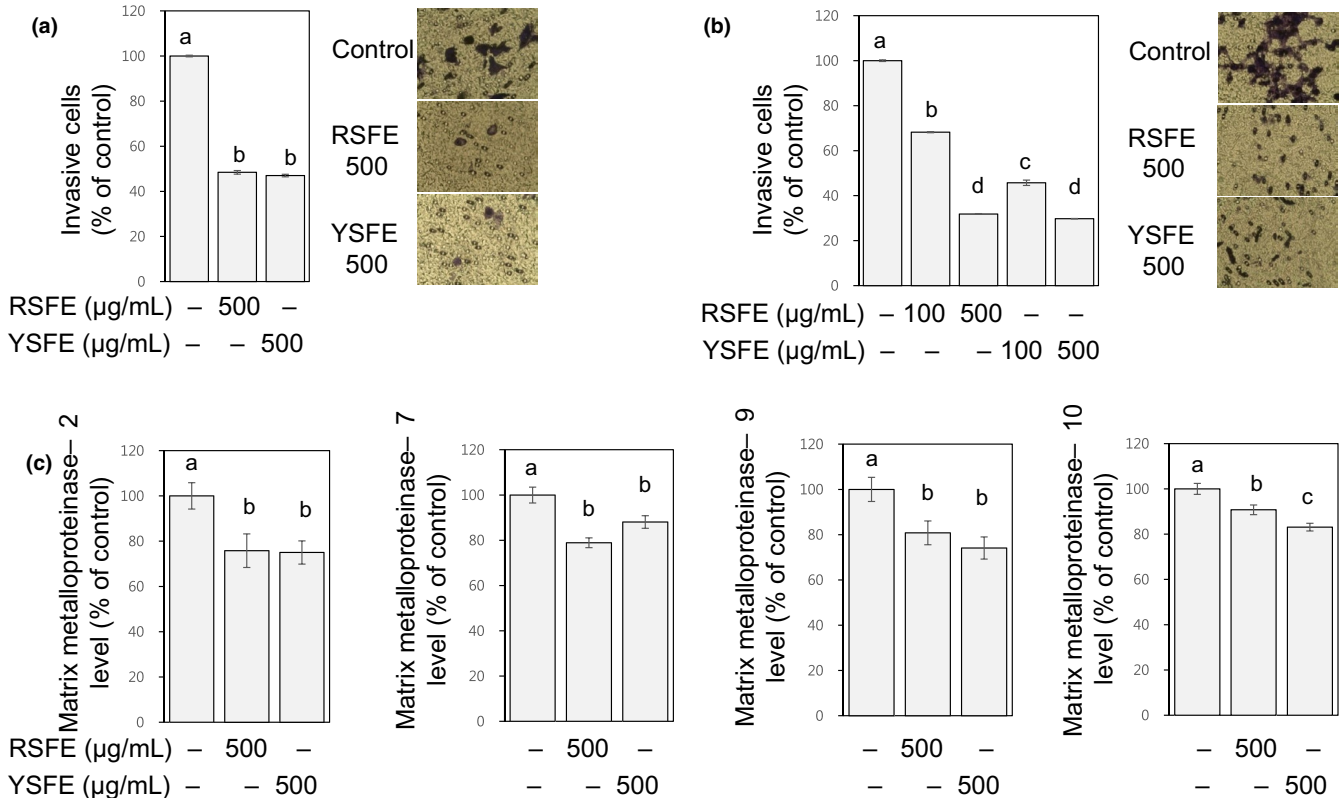 (a)
120
100
80
60
40
20
0
Invasive cells
(% of control)
a
b
b
Control
RSFE
500
YSFE
500
RSFE (µg/mL) – 500 –
YSFE (µg/mL) – – 500
(b)
120
100
80
60
40
20
0
Invasive cells
(% of control)
a
b
d
c
d
Control
RSFE
500
YSFE
500
RSFE (µg/mL) – 100 500 – –
YSFE (µg/mL) – – – 100 500
(c)
Matrix metalloproteinase– 2
level (% of control)
120
100
80
60
40
20
0
a
b
b
RSFE (µg/mL) – 500 –
YSFE (µg/mL) – – 500
Matrix metalloproteinase– 7
level (% of control)
120
100
80
60
40
20
0
a
b
b
– 500 –
– – 500
Matrix metalloproteinase– 9
level (% of control)
120
100
80
60
40
20
0
a
b
b
– 500 –
– – 500
Matrix metalloproteinase– 10
level (% of control)
120
100
80
60
40
20
0
a
b
c
– 500 –
– – 500